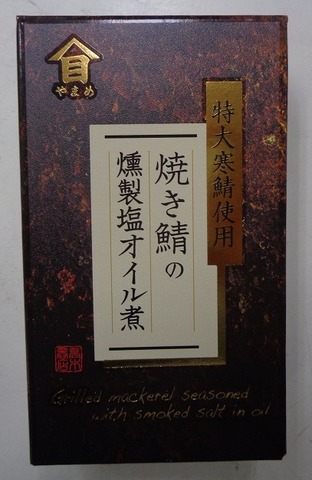 目
やまめ
特大寒鯖使用
焼き鯖の
燻製塩オイル煮
Grilled mackerel seasoned
with smoked salt in oil